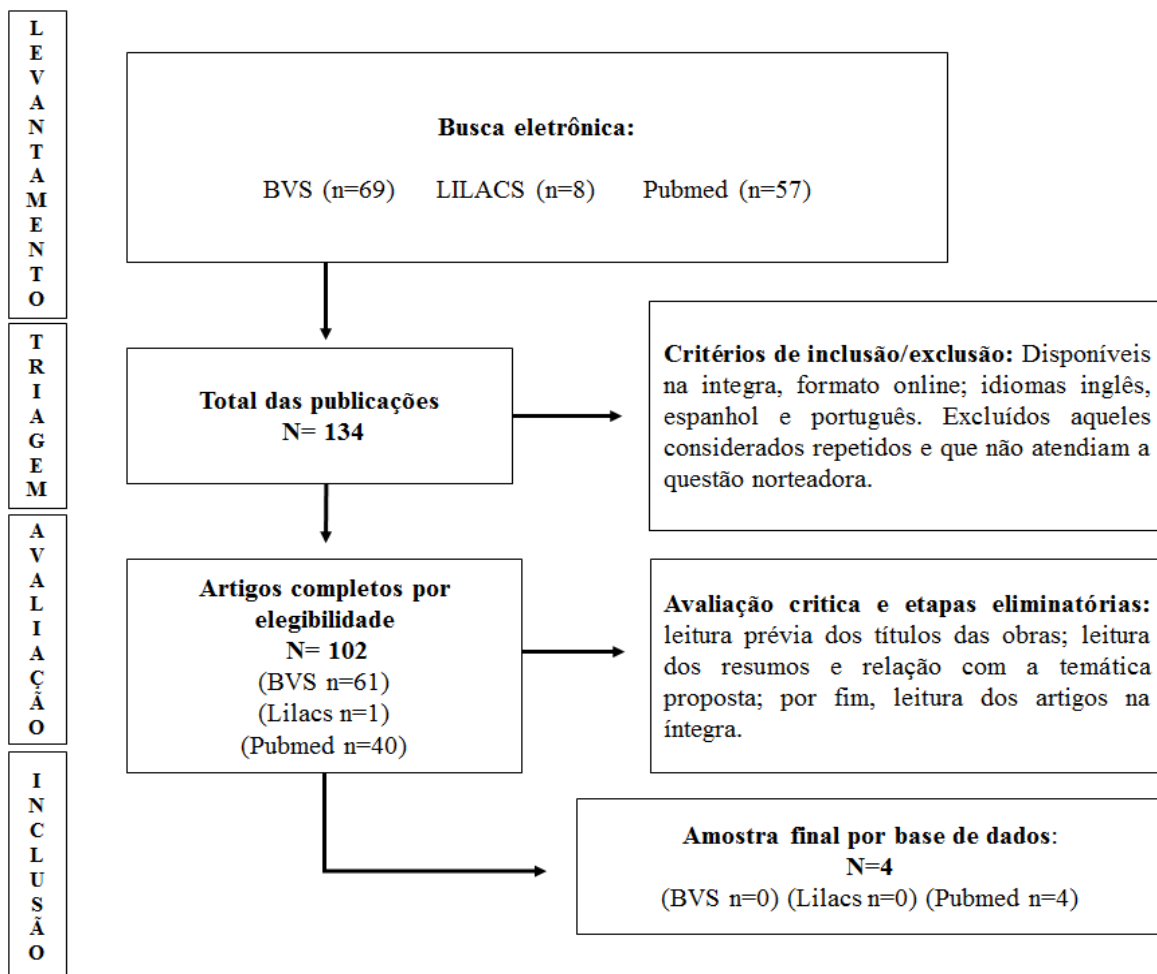 LEVANTAMENTO
Busca eletrônica:
BVS (n=69) LILACS (n=8) Pubmed (n=57)
TRIAGEM
Total das publicações
N= 134
Critérios de inclusão/exclusão: Disponíveis
na integra, formato online; idiomas inglês,
espanhol e português. Excluídos aqueles
considerados repetidos e que não atendiam a
questão norteadora.
AVALIAÇÃO
Artigos completos por
elegibilidade
N= 102
(BVS n=61)
(Lilacs n=1)
(Pubmed n=40)
Avaliação critica e etapas eliminatórias:
leitura prévia dos títulos das obras; leitura
dos resumos e relação com a temática
proposta; por fim, leitura dos artigos na
íntegra.
INCLUSÃO
Amostra final por base de dados:
N=4
(BVS n=0) (Lilacs n=0) (Pubmed n=4)